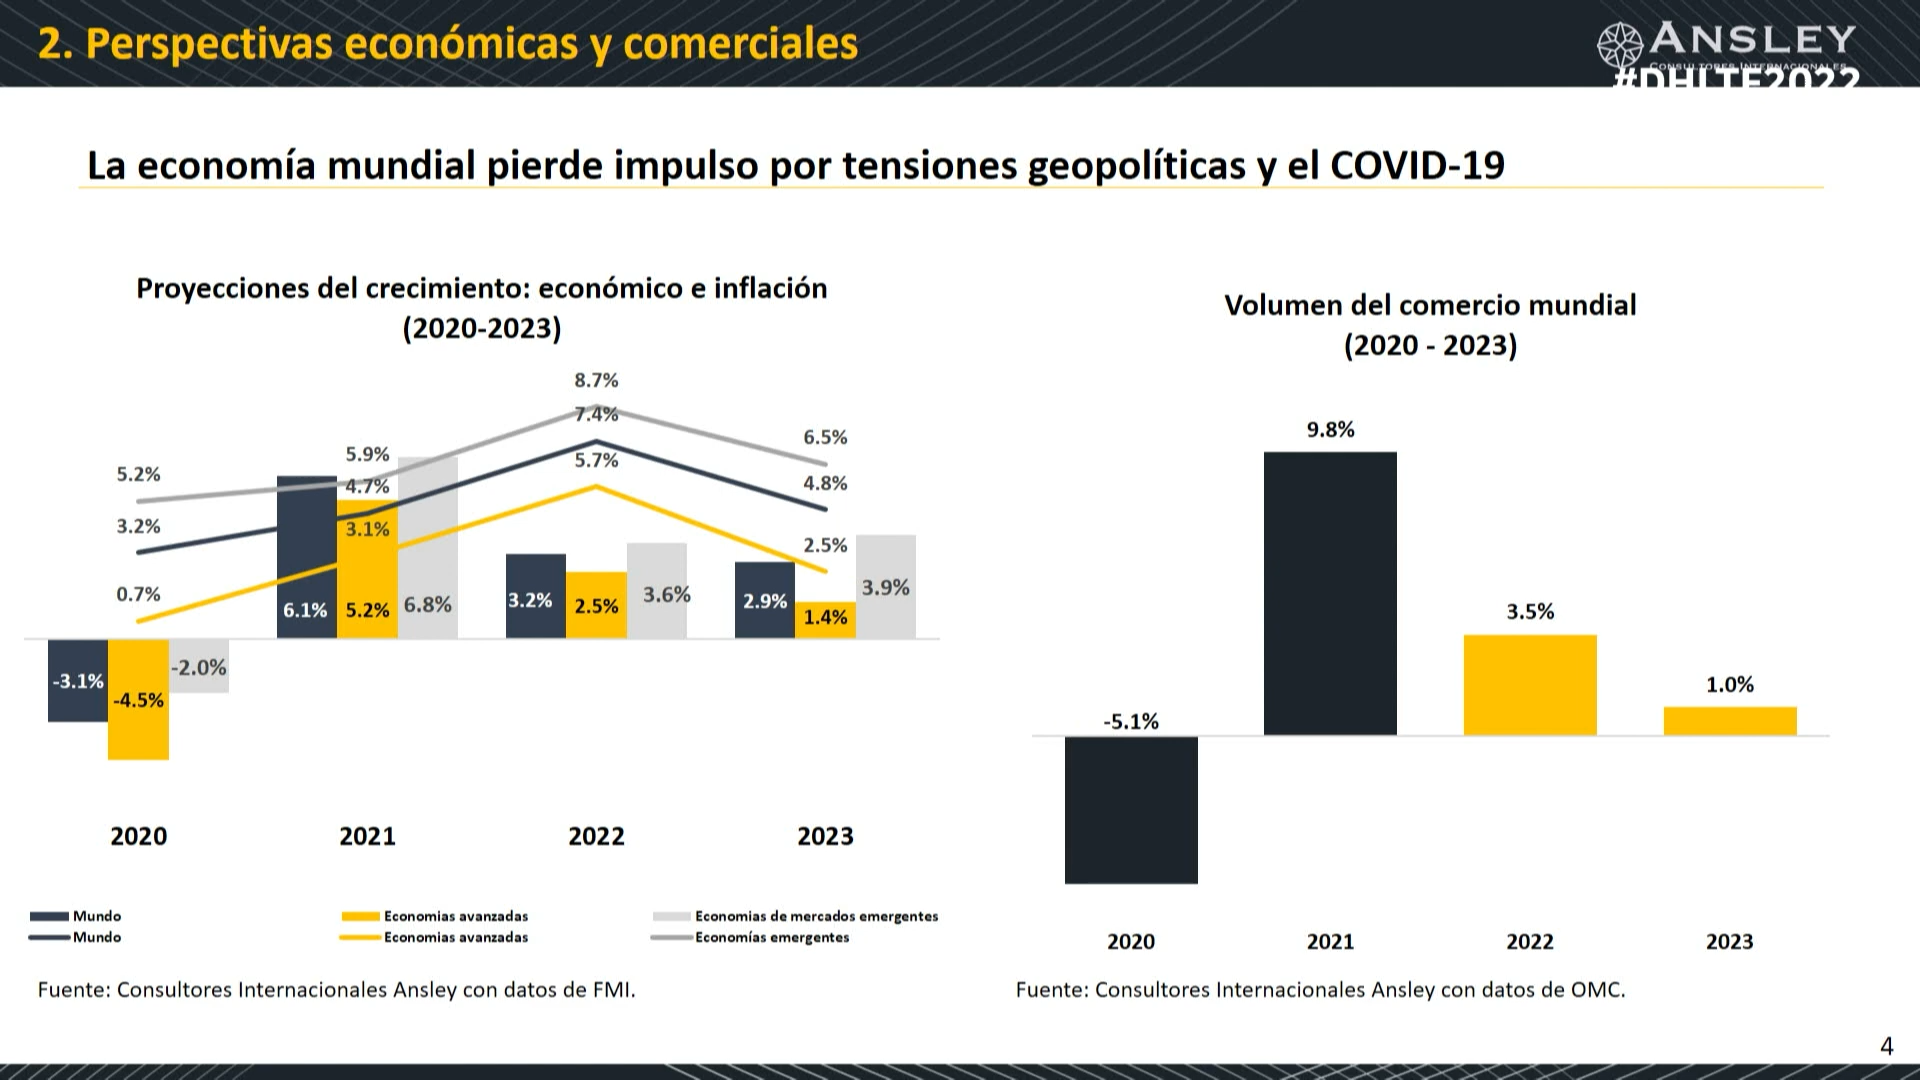 2. Perspectivas económicas y comerciales
ANSLEY
CONSULTORES INTERNACIONALES
#DHLTF2022
La economía mundial pierde impulso por tensiones geopolíticas y el COVID-19
Proyecciones del crecimiento: económico e inflación
(2020-2023)
8.7%
7.4%
5.7%
5.9%
4.7%
3.1%
5.2%
3.2%
0.7%
6.5%
4.8%
2.5%
-3.1%
-4.5%
-2.0%
6.1%
5.2%
6.8%
3.2%
2.5%
3.6%
2.9%
1.4%
3.9%
2020
2021
2022
2023
Mundo
Economias avanzadas
Economias de mercados emergentes
Mundo
Economias avanzadas
Economías emergentes
Fuente: Consultores Internacionales Ansley con datos de FMI.
Volumen del comercio mundial
(2020 - 2023)
-5.1%
9.8%
3.5%
1.0%
2020
2021
2022
2023
Fuente: Consultores Internacionales Ansley con datos de OMC.
4